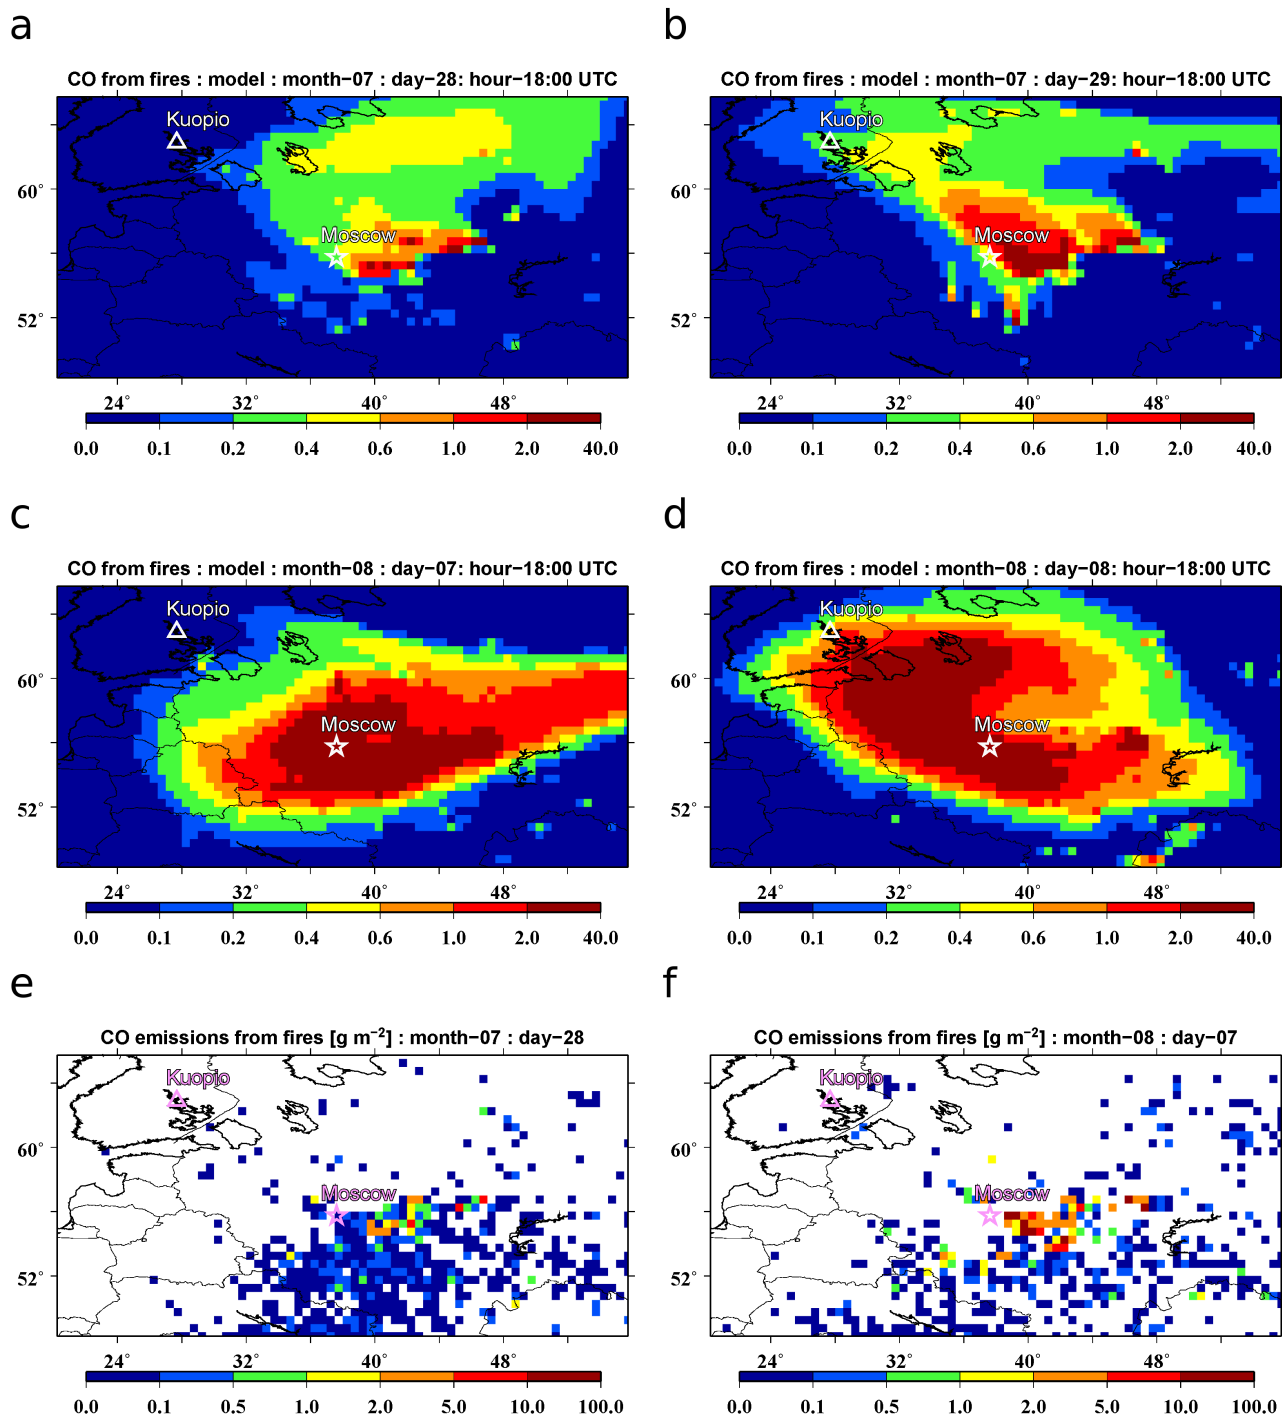 a
b
CO from fires : model : month−07 : day−28: hour−18:00 UTC
CO from fires : model : month−07 : day−29: hour−18:00 UTC
Kuopio
Kuopio
60°
60°
Moscow
Moscow
52°
52°
24° 32° 40° 48°
24° 32° 40° 48°
0.0 0.1 0.2 0.4 0.6 1.0 2.0 40.0
0.0 0.1 0.2 0.4 0.6 1.0 2.0 40.0
c
d
CO from fires : model : month−08 : day−07: hour−18:00 UTC
CO from fires : model : month−08 : day−08: hour−18:00 UTC
Kuopio
Kuopio
60°
60°
Moscow
Moscow
52°
52°
24° 32° 40° 48°
24° 32° 40° 48°
0.0 0.1 0.2 0.4 0.6 1.0 2.0 40.0
0.0 0.1 0.2 0.4 0.6 1.0 2.0 40.0
e
f
CO emissions from fires [g m⁻²] : month−07 : day−28
CO emissions from fires [g m⁻²] : month−08 : day−07
Kuopio
Kuopio
60°
60°
Moscow
Moscow
52°
52°
24° 32° 40° 48°
24° 32° 40° 48°
0.0 0.1 0.5 1.0 2.0 5.0 10.0 100.0
0.0 0.1 0.5 1.0 2.0 5.0 10.0 100.0